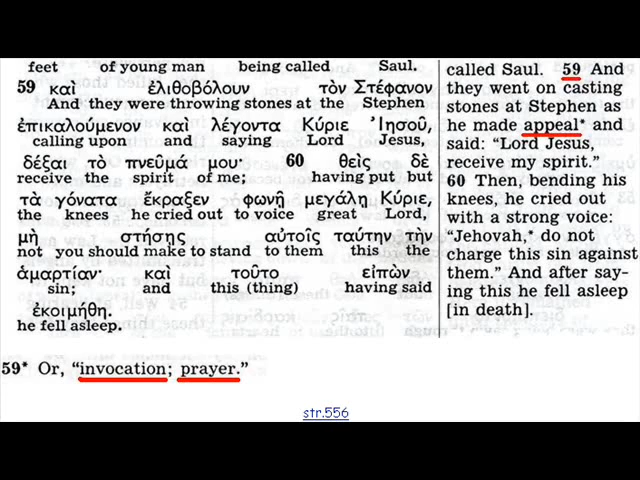 feet of young man being called Saul.
59 καὶ ἐλιθοβόλουν τὸν Στέφανον
And they were throwing stones at the Stephen
ἐπικαλούμενον καὶ λέγοντα Κύριε Ἰησοῦ,
calling upon and saying Lord Jesus,
δέξαι τὸ πνεῦμά μου· 60 θεὶς δὲ
receive the spirit of me; having put but
τὰ γόνατα ἔκραξεν φωνῇ μεγάλῃ Κύριε,
the knees he cried out to voice great Lord,
μὴ στήσῃς αὐτοῖς ταύτην τὴν
not you should make to stand to them this the
ἁμαρτίαν· καὶ τοῦτο εἰπὼν
sin; and this (thing) having said
ἐκοιμήθη.
he fell asleep.
called Saul. 59 And
they went on casting
stones at Stephen as
he made appeal* and
said: “Lord Jesus,
receive my spirit.”
60 Then, bending his
knees, he cried out
with a strong voice:
“Jehovah,* do not
charge this sin against
them.” And after say-
ing this he fell asleep
[in death].
59* Or, “invocation; prayer.”
str.556